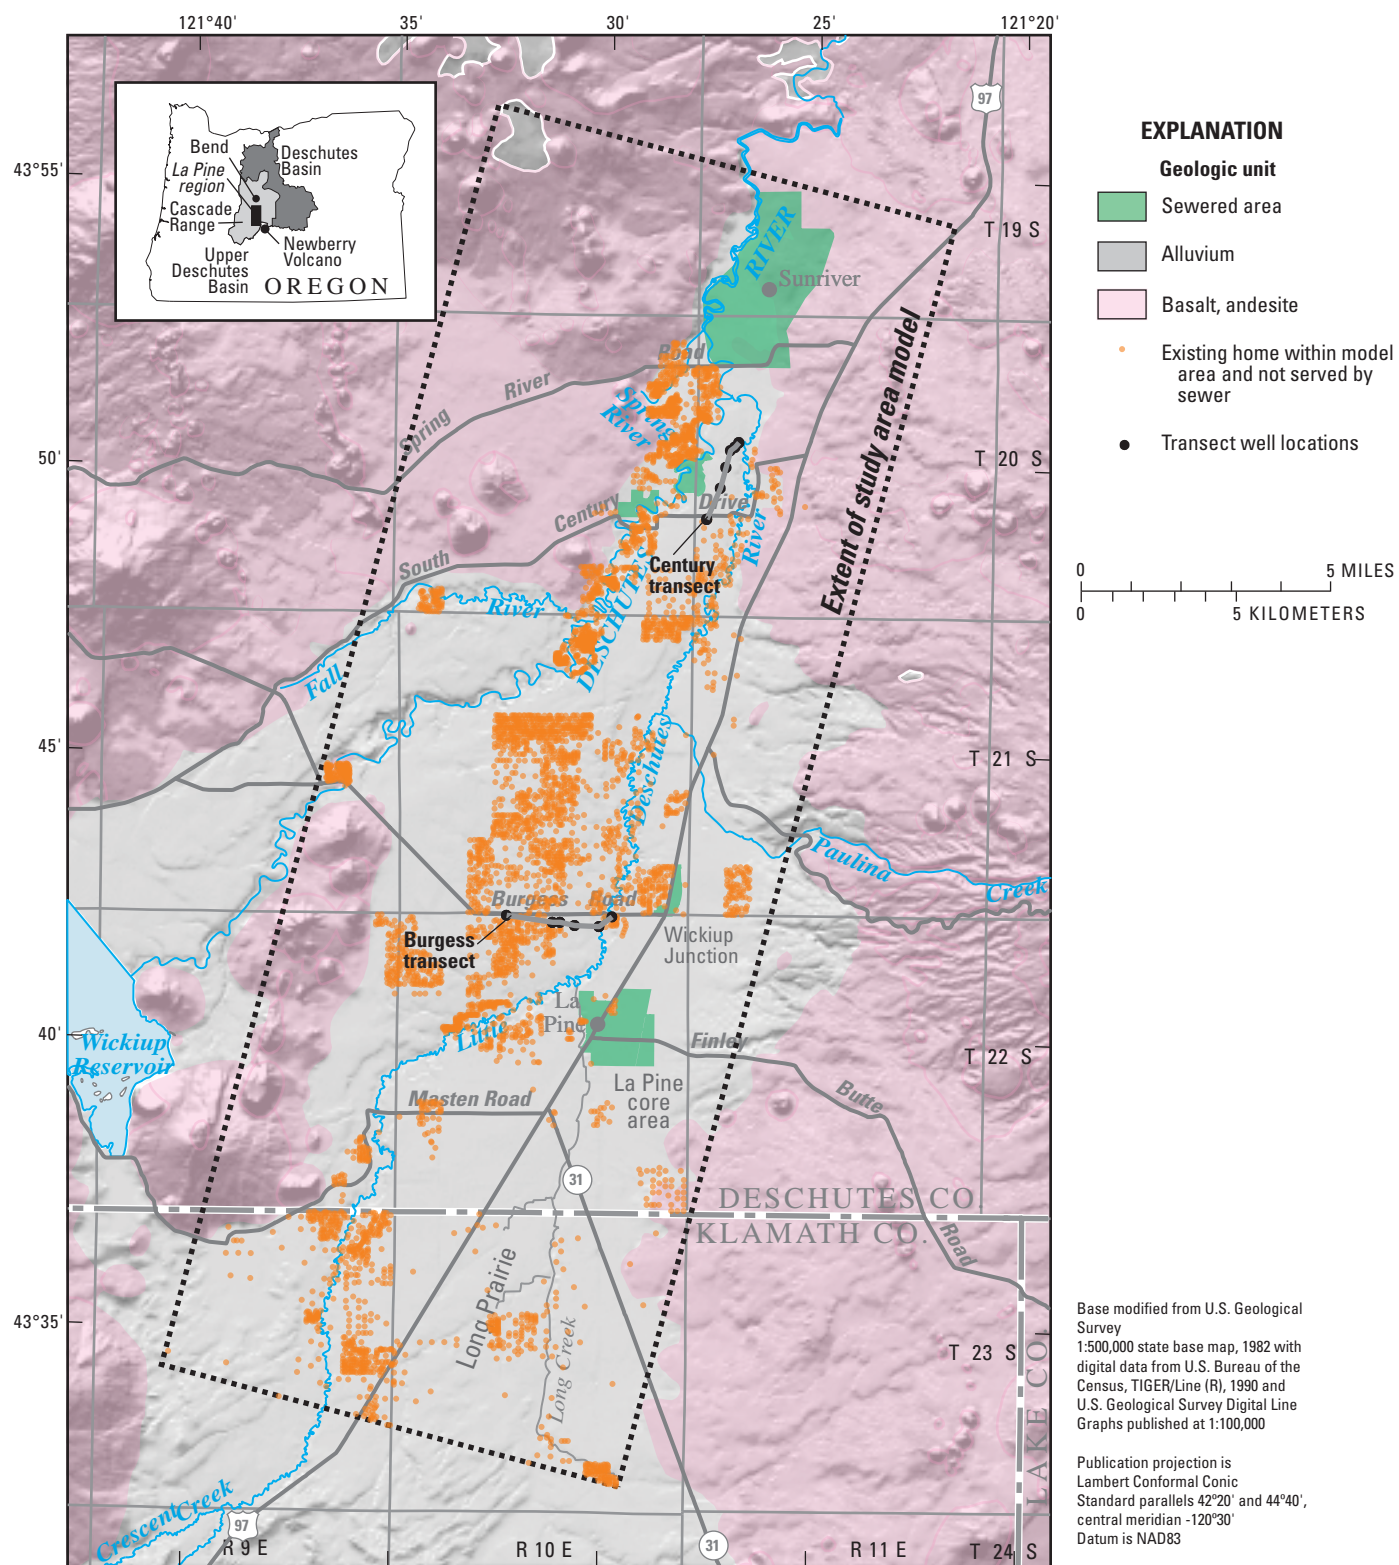 121°40'
35'
30'
25'
121°20'
97
43°55'
50'
45'
40'
43°35'
Bend
La Pine
region
Cascade
Range
Upper
Deschutes
Basin
Deschutes
Basin
Newberry
Volcano
OREGON
T 19 S
RIVER
Sunriver
Road
River
Spring
Spring
River
Extent of study area model
T 20 S
Century
Drive
South
River
Century
transect
DESCHUTES
River
Fall
Deschutes
T 21 S
Paulina
Creek
Burgess Road
Burgess
transect
Wickiup
Junction
La
Pine
Little
Wickiup
Reservoir
Finley
T 22 S
Butte
La Pine
core
area
Masten Road
31
DESCHUTES CO.
KLAMATH CO.
Road
Long Prairie
Long Creek
T 23 S
LAKE CO.
Crescent Creek
97
R 9 E
R 10 E
31
R 11 E
T 24 S
EXPLANATION
Geologic unit
Sewered area
Alluvium
Basalt, andesite
Existing home within model
area and not served by
sewer
Transect well locations
0 5 MILES
0 5 KILOMETERS
Base modified from U.S. Geological
Survey
1:500,000 state base map, 1982 with
digital data from U.S. Bureau of the
Census, TIGER/Line (R), 1990 and
U.S. Geological Survey Digital Line
Graphs published at 1:100,000
Publication projection is
Lambert Conformal Conic
Standard parallels 42°20' and 44°40',
central meridian -120°30'
Datum is NAD83